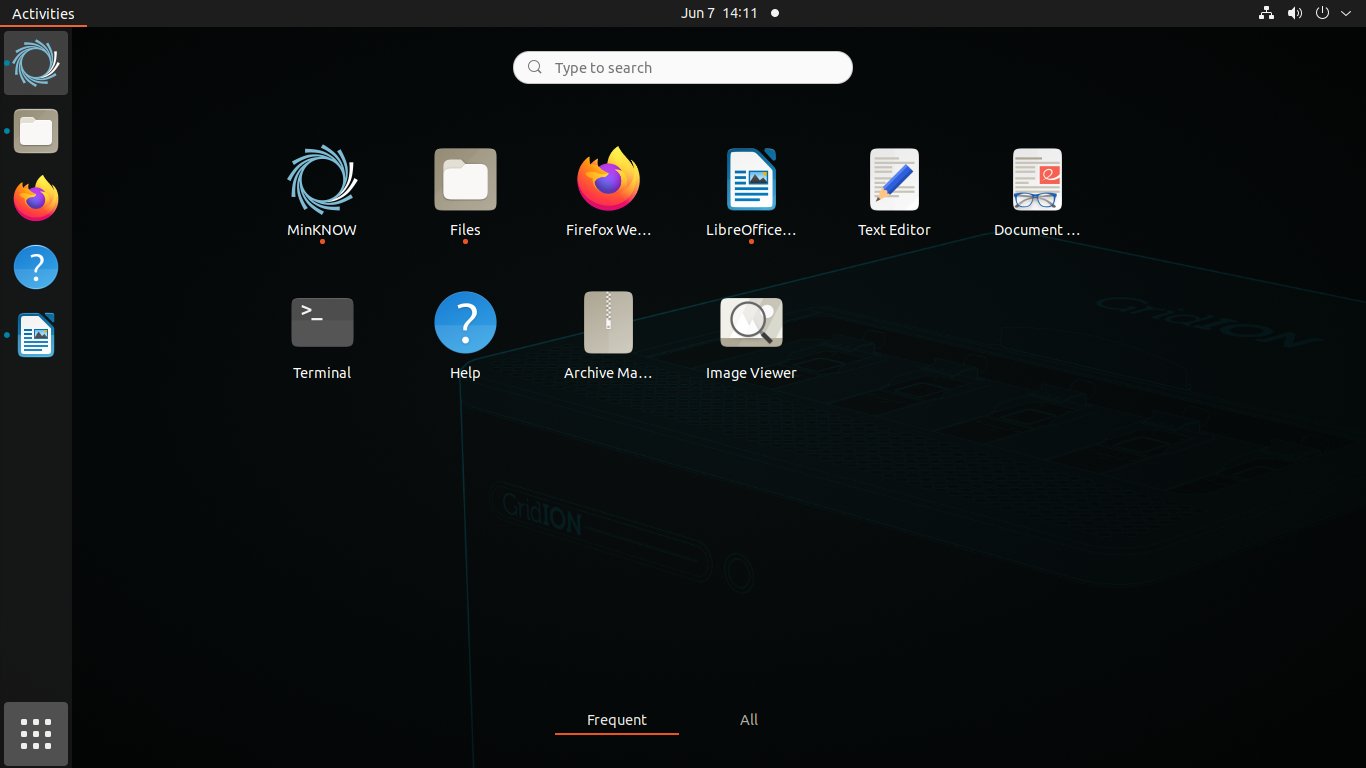 Activities
Jun 7 14:11
Type to search
MinKNOW
Files
Firefox We...
LibreOffice...
Text Editor
Document ...
>_
?
Terminal
Help
Archive Ma...
Image Viewer
GridION
GridION
Frequent
All